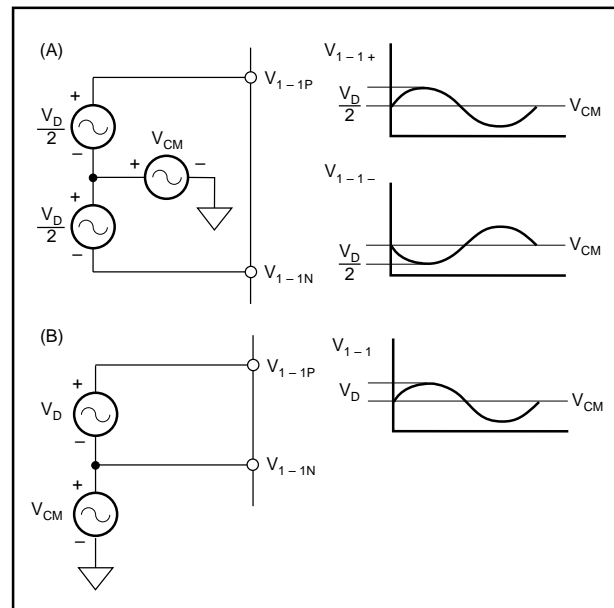 (A)
+
V1 – 1P
VD
2
–
VCM
+
–
+
VD
2
–
V1 – 1N
V1 – 1 +
VD
2
VCM
V1 – 1 –
VD
2
VCM
(B)
+
V1 – 1P
VD
–
V1 – 1N
+
VCM
–
V1 – 1
VD
VCM